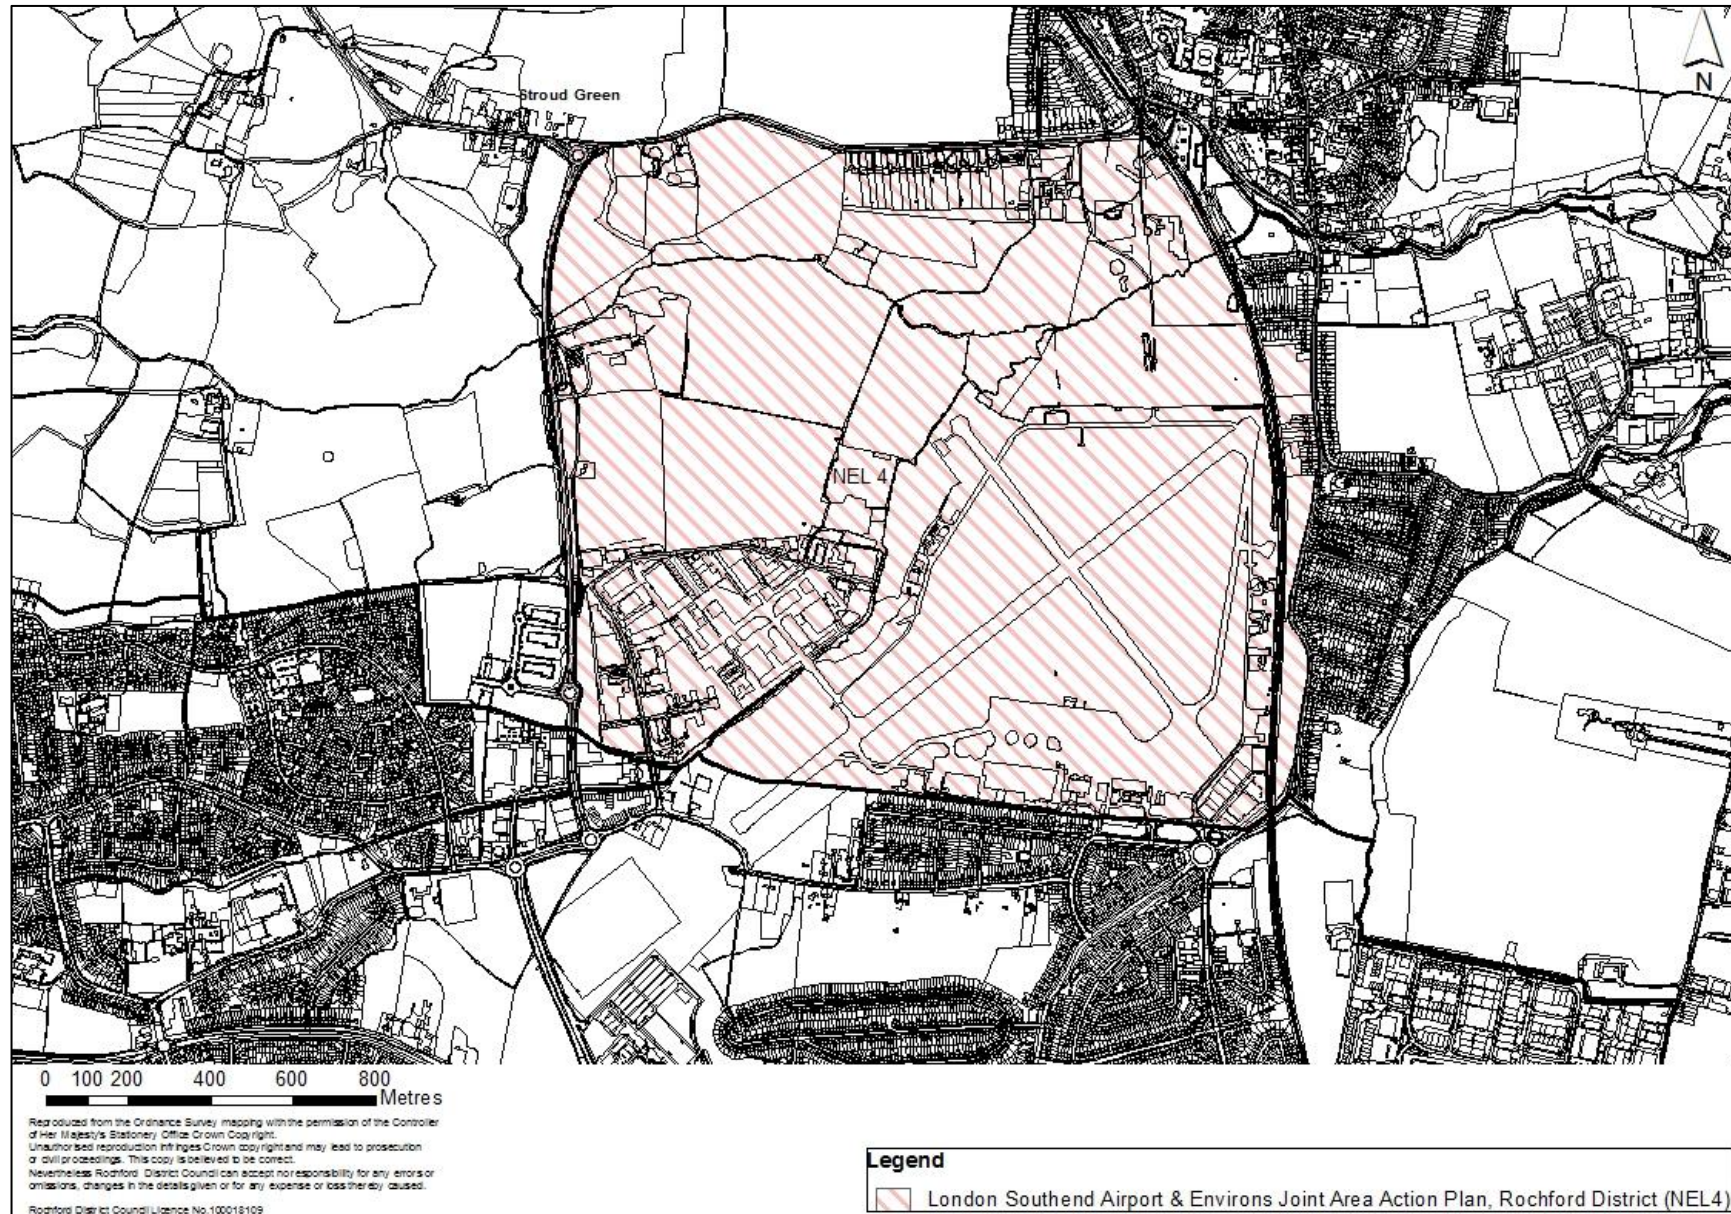 Stroud Green
N
NEL 4
0 100 200 400 600 800
Metres
Reproduced from the Ordnance Survey mapping with the permission of the Controller
of Her Majesty's Stationery Office Crown Copyright.
Unauthorised reproduction infringes Crown copyright and may lead to prosecution
or civil proceedings. This copy is believed to be correct.
Nevertheless Rochford District Council can accept no responsibility for any errors or
omissions, changes in the details given or for any expense or loss thereby caused.
Rochford District Council Licence No.100018109
Legend
London Southend Airport & Environs Joint Area Action Plan, Rochford District (NEL4)